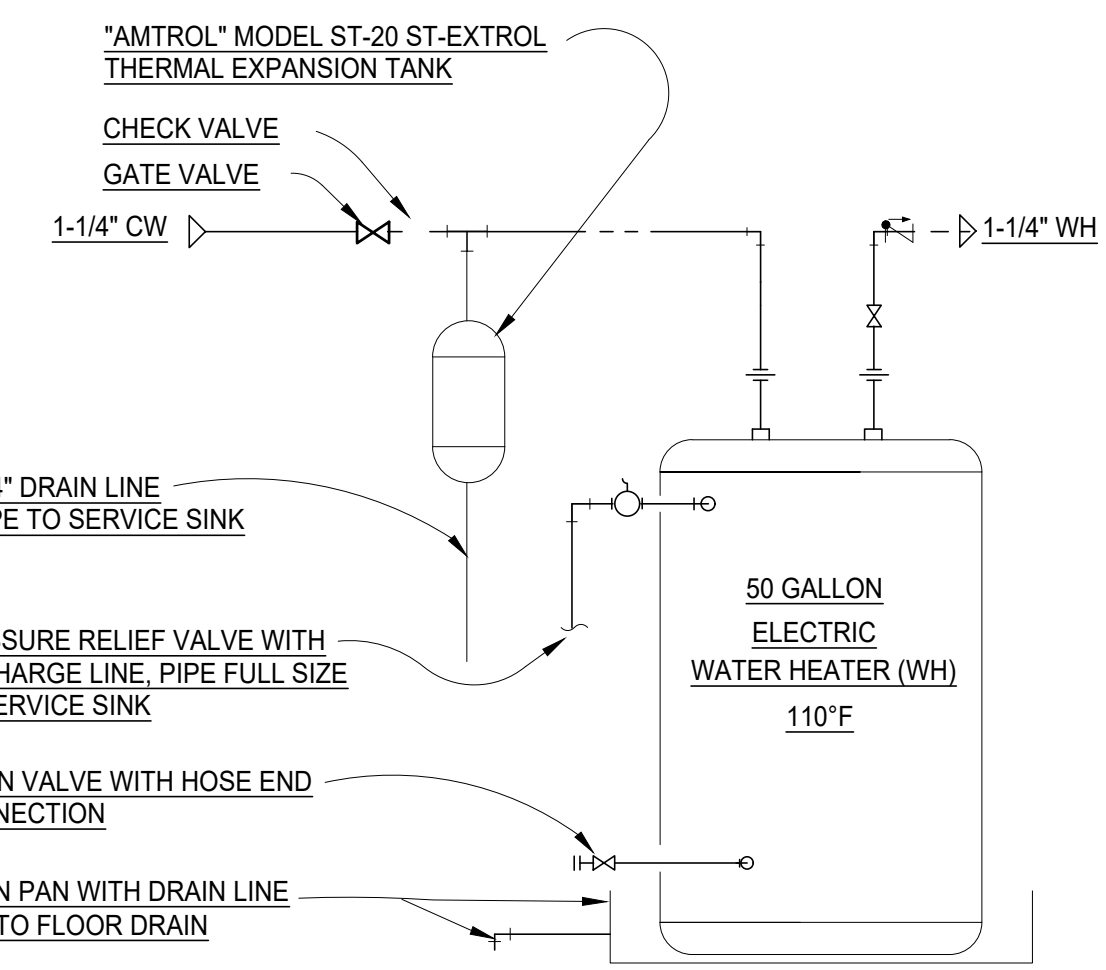 "AMTROL" MODEL ST-20 ST-EXTROL
THERMAL EXPANSION TANK
CHECK VALVE
GATE VALVE
1-1/4" CW
1-1/4" WH
4" DRAIN LINE
PE TO SERVICE SINK
SSURE RELIEF VALVE WITH
HARGE LINE, PIPE FULL SIZE
ERVICE SINK
50 GALLON
ELECTRIC
WATER HEATER (WH)
110°F
N VALVE WITH HOSE END
NECTION
N PAN WITH DRAIN LINE
TO FLOOR DRAIN